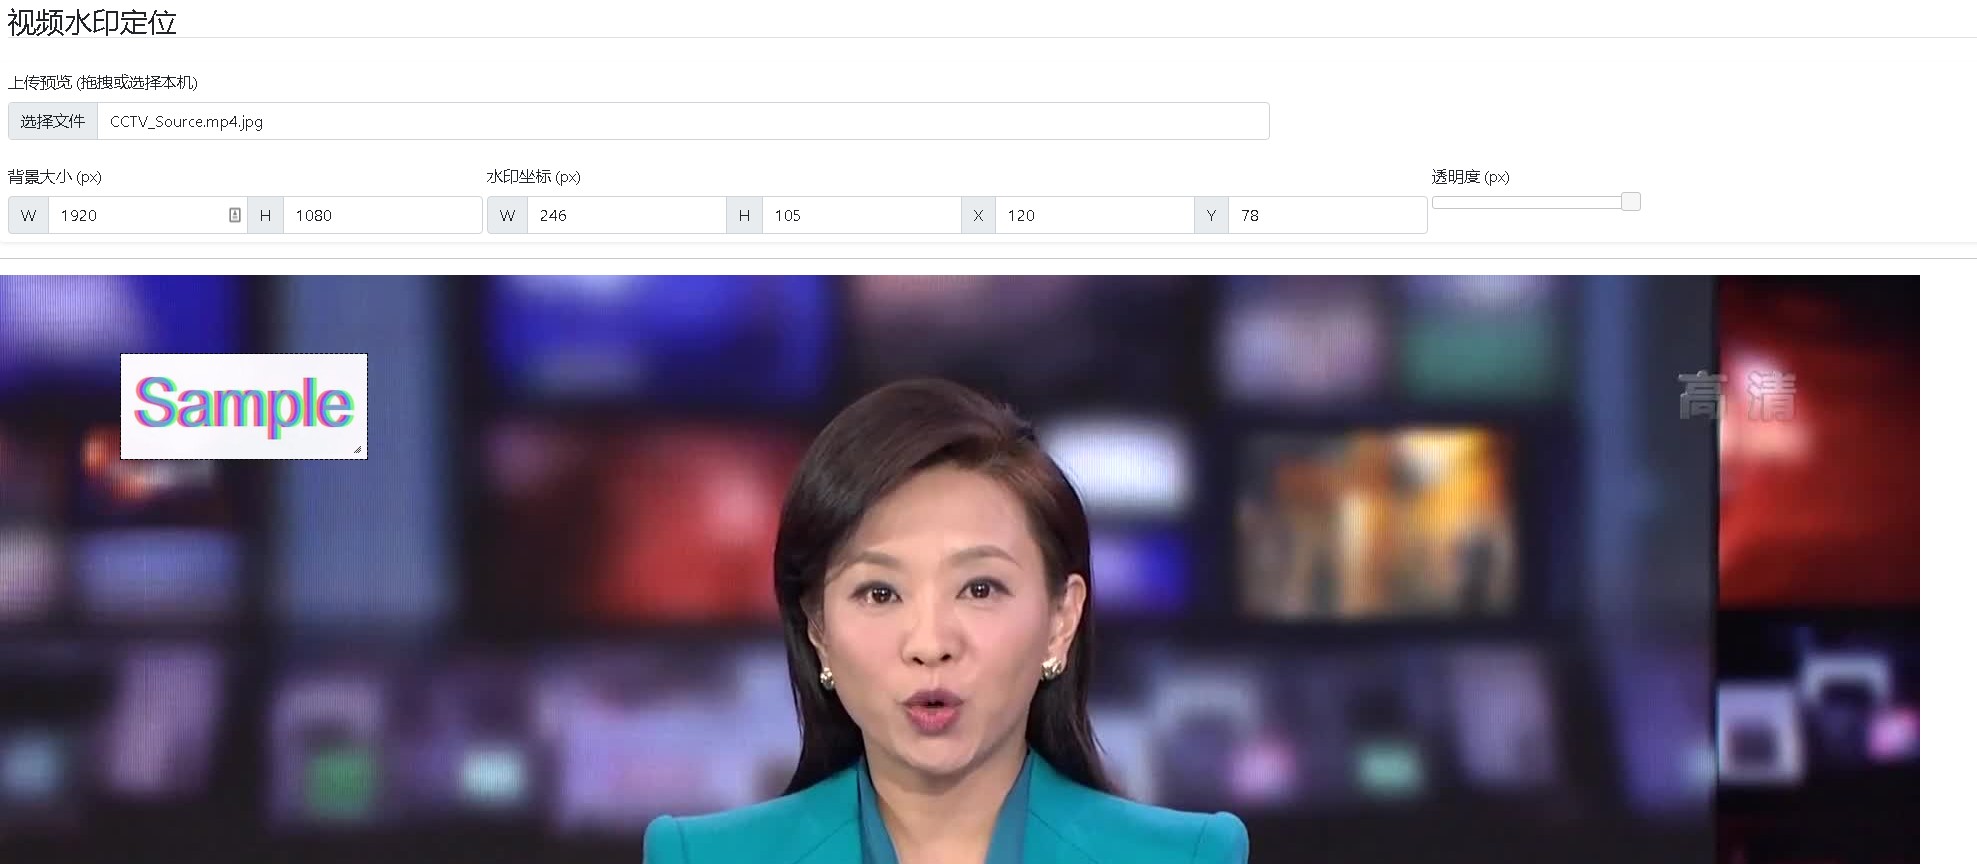 视频水印定位
上传预览 (拖拽或选择本机)
选择文件 CCTV_Source.mp4.jpg
背景大小 (px) 水印坐标 (px) 透明度 (px)
W 1920 H 1080 W 246 H 105 X 120 Y 78
Sample
高清